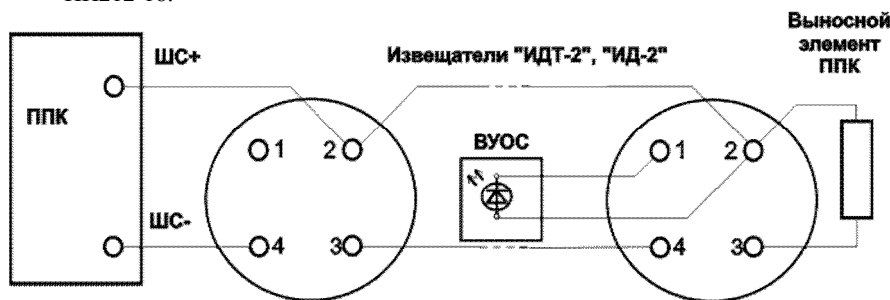 Выносной
элемент
ППК
ШС+
Извещатели "ИДТ-2", "ИД-2"
ППК
1
2
ВУОС
1
2
ШС-
4
3
4
3